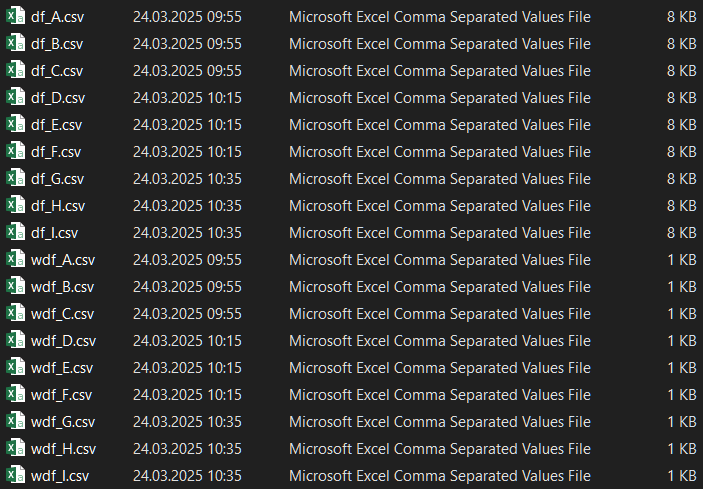 df_A.csv 24.03.2025 09:55 Microsoft Excel Comma Separated Values File 8 KB
df_B.csv 24.03.2025 09:55 Microsoft Excel Comma Separated Values File 8 KB
df_C.csv 24.03.2025 09:55 Microsoft Excel Comma Separated Values File 8 KB
df_D.csv 24.03.2025 10:15 Microsoft Excel Comma Separated Values File 8 KB
df_E.csv 24.03.2025 10:15 Microsoft Excel Comma Separated Values File 8 KB
df_F.csv 24.03.2025 10:15 Microsoft Excel Comma Separated Values File 8 KB
df_G.csv 24.03.2025 10:35 Microsoft Excel Comma Separated Values File 8 KB
df_H.csv 24.03.2025 10:35 Microsoft Excel Comma Separated Values File 8 KB
df_I.csv 24.03.2025 10:35 Microsoft Excel Comma Separated Values File 8 KB
wdf_A.csv 24.03.2025 09:55 Microsoft Excel Comma Separated Values File 1 KB
wdf_B.csv 24.03.2025 09:55 Microsoft Excel Comma Separated Values File 1 KB
wdf_C.csv 24.03.2025 09:55 Microsoft Excel Comma Separated Values File 1 KB
wdf_D.csv 24.03.2025 10:15 Microsoft Excel Comma Separated Values File 1 KB
wdf_E.csv 24.03.2025 10:15 Microsoft Excel Comma Separated Values File 1 KB
wdf_F.csv 24.03.2025 10:15 Microsoft Excel Comma Separated Values File 1 KB
wdf_G.csv 24.03.2025 10:35 Microsoft Excel Comma Separated Values File 1 KB
wdf_H.csv 24.03.2025 10:35 Microsoft Excel Comma Separated Values File 1 KB
wdf_I.csv 24.03.2025 10:35 Microsoft Excel Comma Separated Values File 1 KB